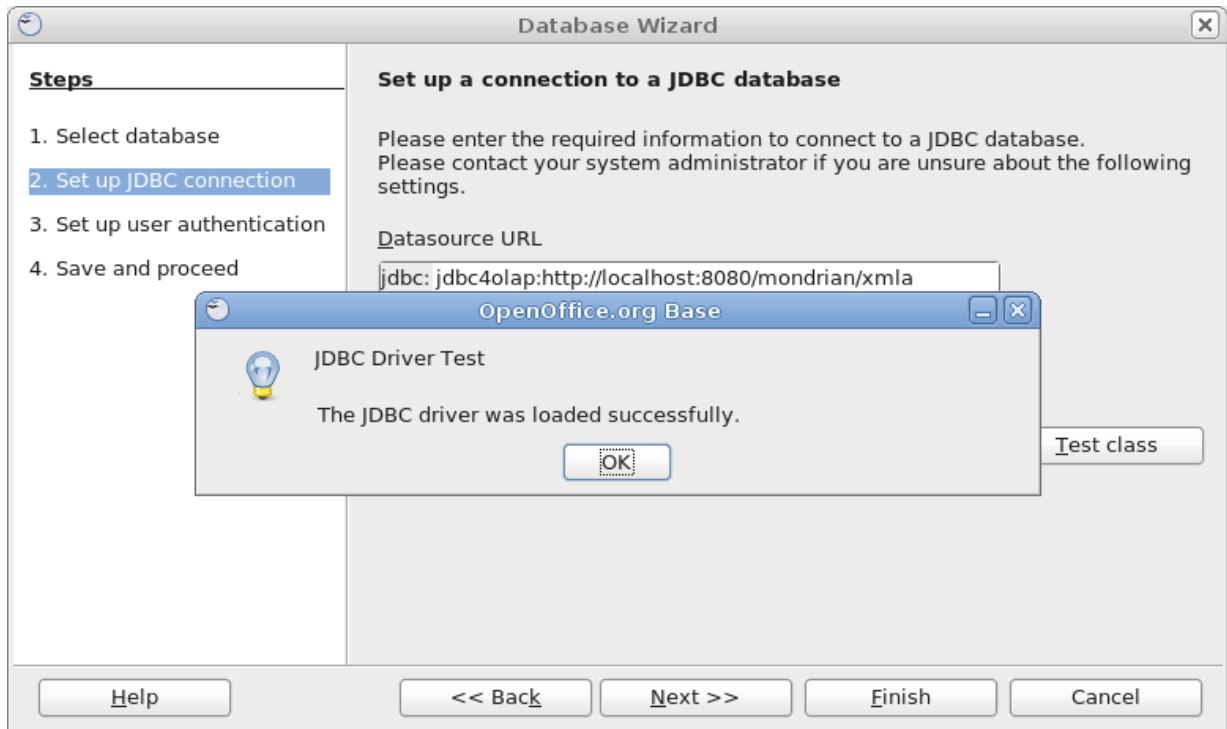 Database Wizard
Steps
1. Select database
2. Set up JDBC connection
3. Set up user authentication
4. Save and proceed
Set up a connection to a JDBC database
Please enter the required information to connect to a JDBC database.
Please contact your system administrator if you are unsure about the following
settings.
Datasource URL
jdbc: jdbc4olap:http://localhost:8080/mondrian/xmla
OpenOffice.org Base
JDBC Driver Test
The JDBC driver was loaded successfully.
OK
Test class
Help
<< Back
Next >>
Finish
Cancel